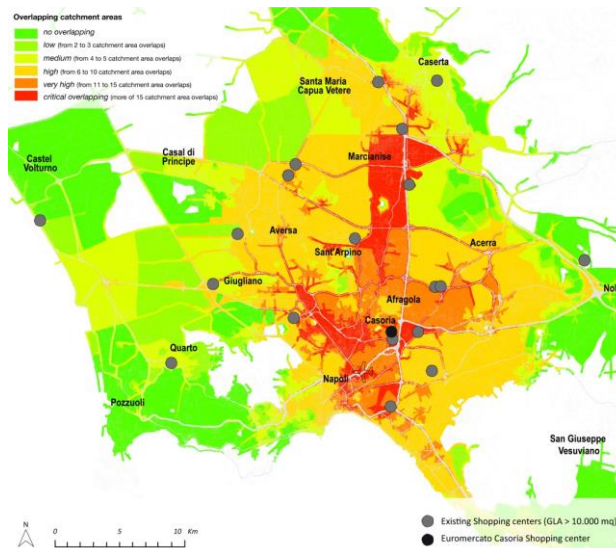 Overlapping catchment areas
no overlapping
low (from 2 to 3 catchment area overlaps)
medium (from 4 to 5 catchment area overlaps)
high (from 6 to 10 catchment area overlaps)
very high (from 11 to 15 catchment area overlaps)
critical overlapping (more of 15 catchment area overlaps)
Caserta
Santa Maria
Capua Vetere
Marcianise
Casal di
Principe
Castel
Volturno
Aversa
Sant'Arpino
Acerra
Giugliano
Afragola
Nol
Casoria
Quarto
Napoli
Pozzuoli
San Giuseppe
Vesuviano
Existing Shopping centers (GLA > 10.000 mq)
Euromercato Casoria Shopping center
N
0 5 10 Km